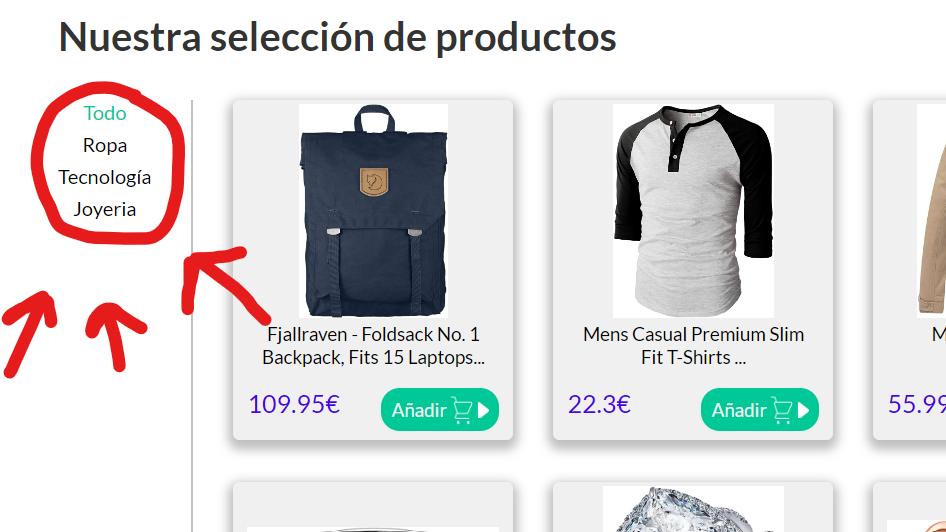 Nuestra selección de productos
Todo
Ropa
Tecnología
Joyeria
Fjallraven - Foldsack No. 1
Backpack, Fits 15 Laptops...
109.95€
Añadir
Mens Casual Premium Slim
Fit T-Shirts ...
22.3€
Añadir
M
55.99